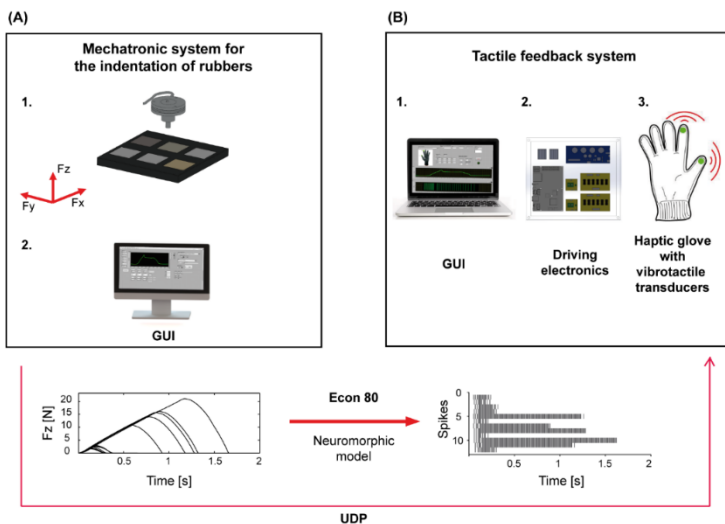 (A)
Mechatronic system for
the indentation of rubbers
1.
Fz
Fy
Fx
2.
GUI
(B)
Tactile feedback system
1.
2.
3.
GUI
Driving
electronics
Haptic glove
with
vibrotactile
transducers
Fz [N]
20
15
10
5
0
0.5
1
1.5
2
Time [s]
Econ 80
Neuromorphic
model
Spikes
0
5
10
0.5
1
1.5
2
Time [s]
UDP